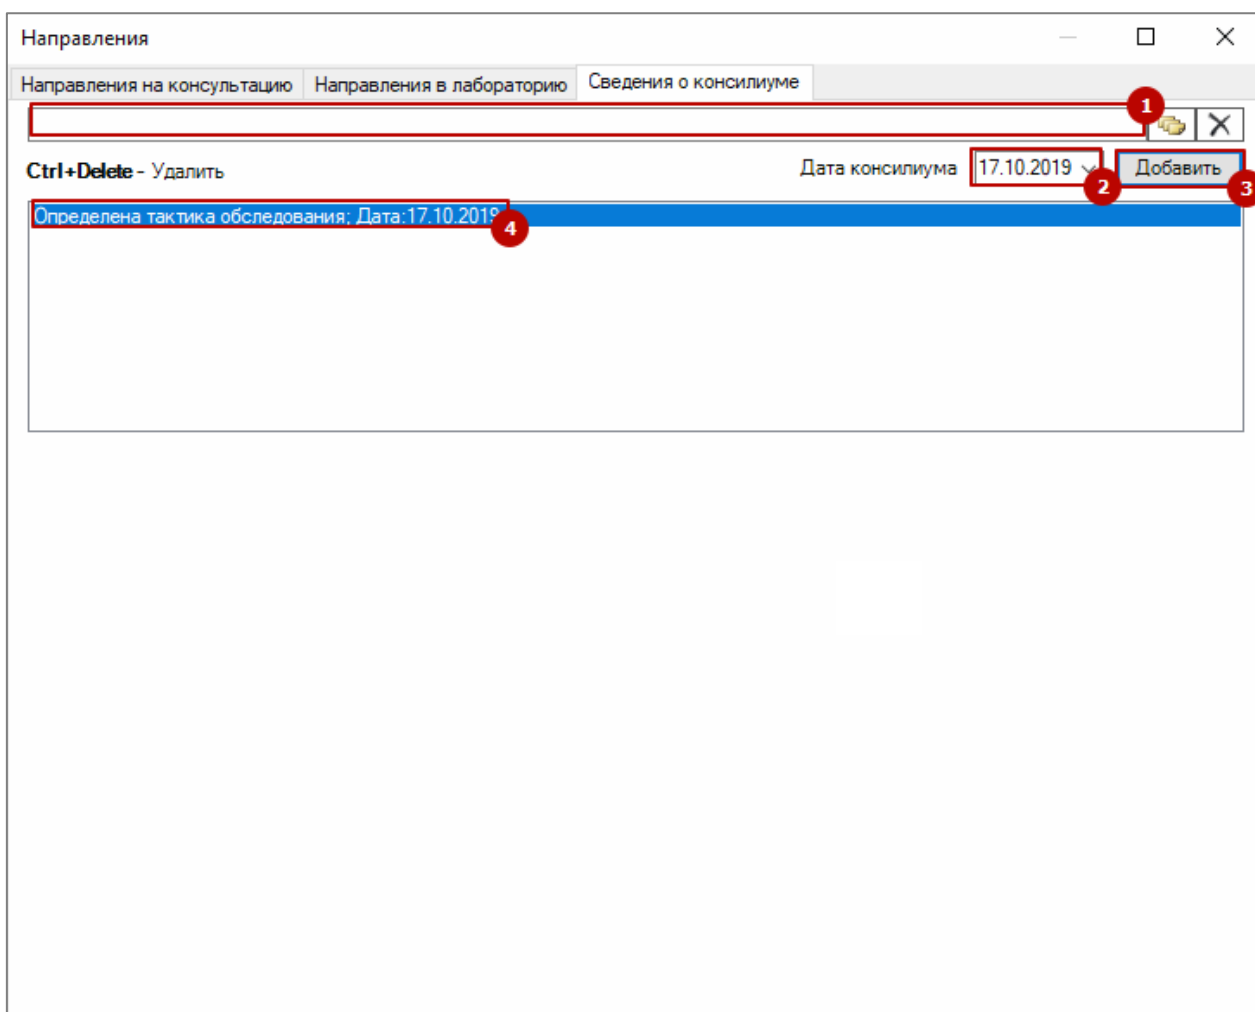 Направления
Направления на консультацию Направления в лабораторию Сведения о консилиуме
1
Ctrl+Delete - Удалить Дата консилиума 17.10.2019 Добавить
2 3
Определена тактика обследования; Дата:17.10.2019
4